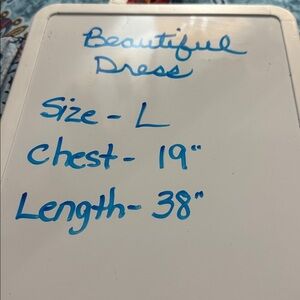 Beautiful
Dress
Size - L
Chest - 19"
Length - 38"